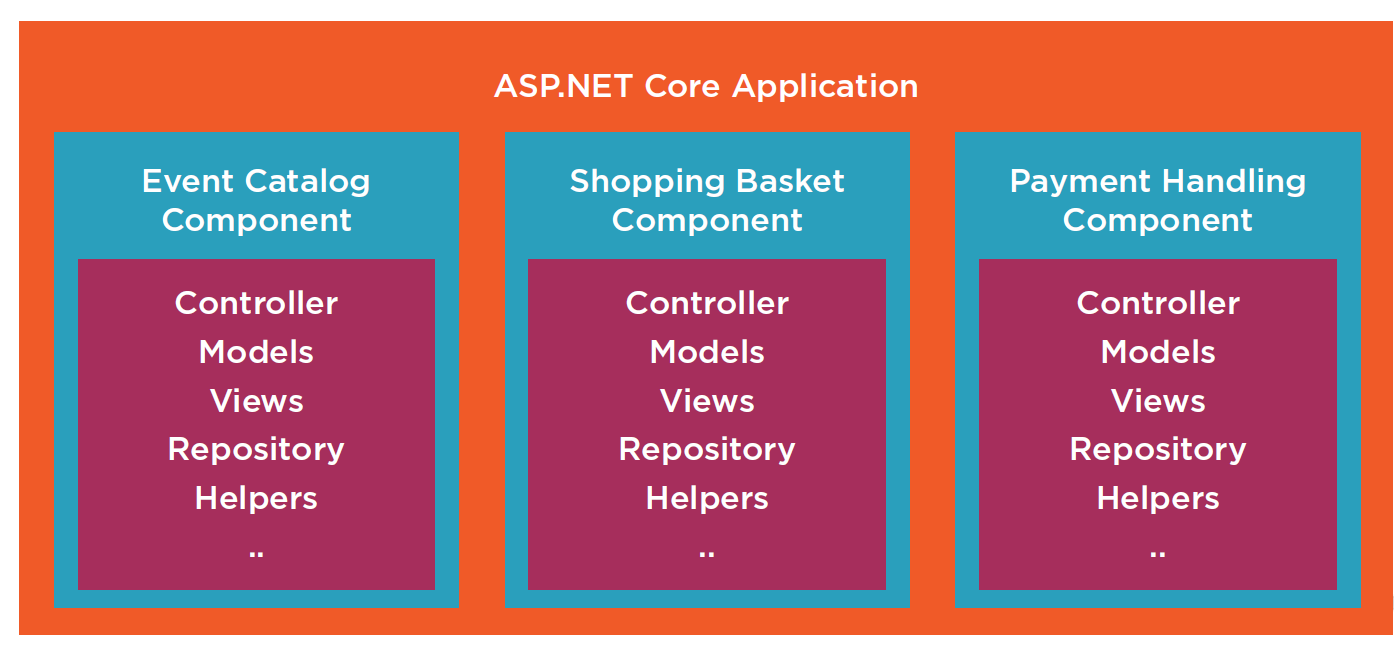 ASP.NET Core Application
Event Catalog
Component
Controller
Models
Views
Repository
Helpers
..
Shopping Basket
Component
Controller
Models
Views
Repository
Helpers
..
Payment Handling
Component
Controller
Models
Views
Repository
Helpers
..